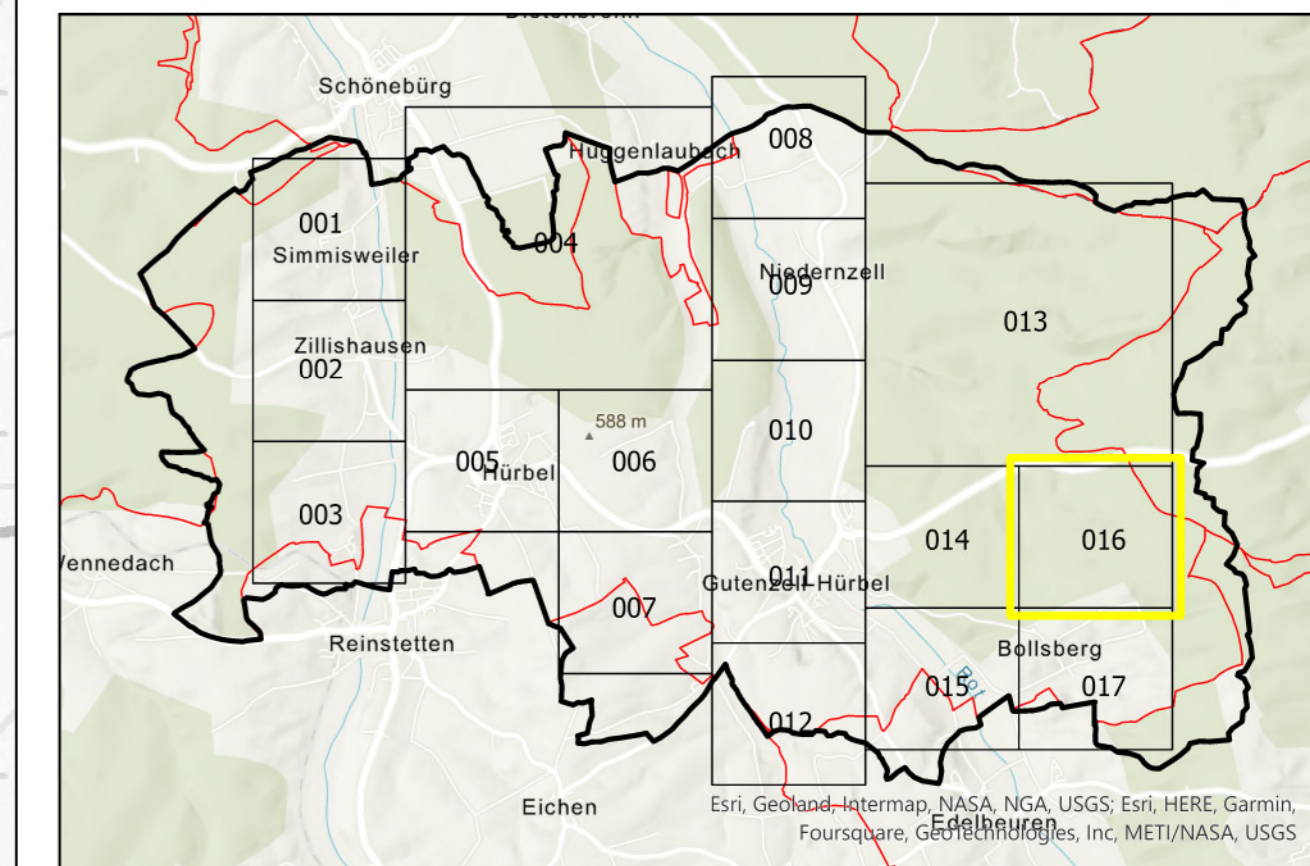 Schönebürg
Huggenlaubach
008
001
Simmisweiler
004
Niedernzell
009
013
Zillishausen
002
588 m
010
005
006
Hürbel
003
014
016
Gutenzell-Hürbel
011
007
Reinstetten
Bollsberg
015
017
012
Eichen
Edelbeuren
Esri, Geoland, Intermap, NASA, NGA, USGS; Esri, HERE, Garmin,
Foursquare, GeoTechnologies, Inc, METI/NASA, USGS